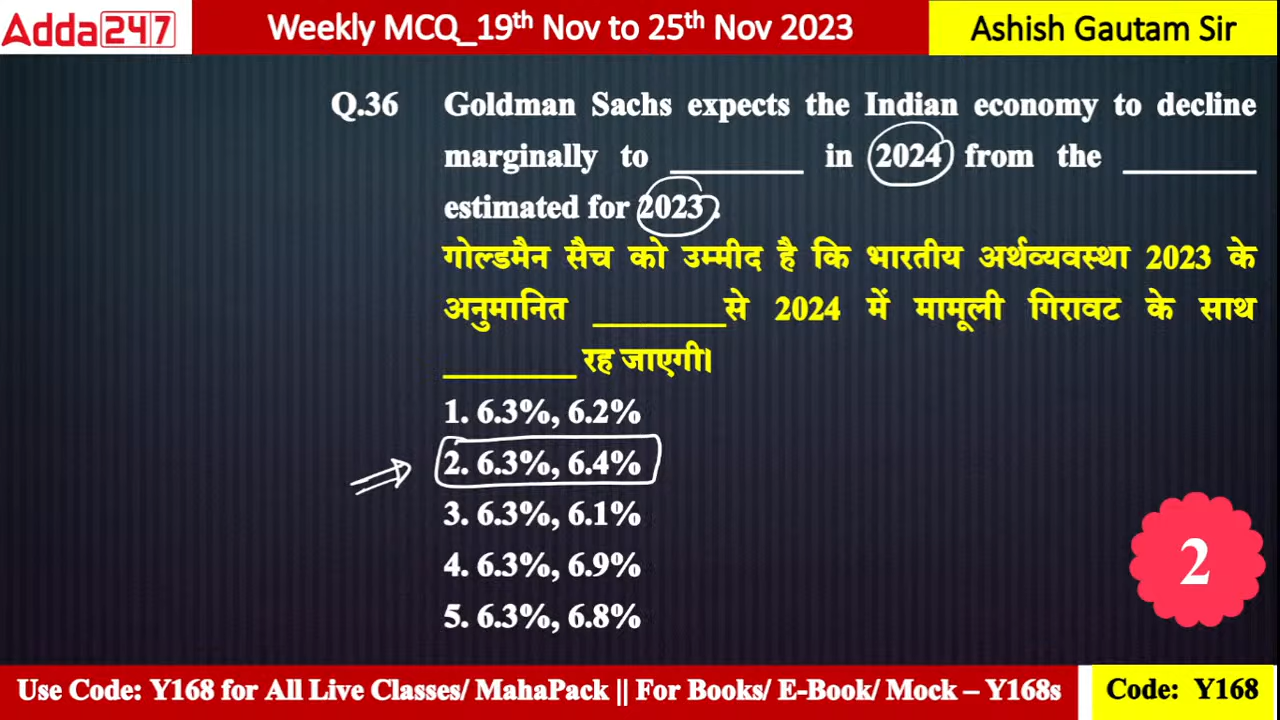 Adda247
Weekly MCQ_19th Nov to 25th Nov 2023
Ashish Gautam Sir
Q.36 Goldman Sachs expects the Indian economy to decline
marginally to ________ in 2024 from the ________
estimated for 2023.
गोल्डमैन सैच को उम्मीद है कि भारतीय अर्थव्यवस्था 2023 के
अनुमानित ________से 2024 में मामूली गिरावट के साथ
________ रह जाएगी।
1. 6.3%, 6.2%
2. 6.3%, 6.4%
3. 6.3%, 6.1%
4. 6.3%, 6.9%
5. 6.3%, 6.8%
2
Use Code: Y168 for All Live Classes/ MahaPack || For Books/ E-Book/ Mock – Y168s
Code: Y168